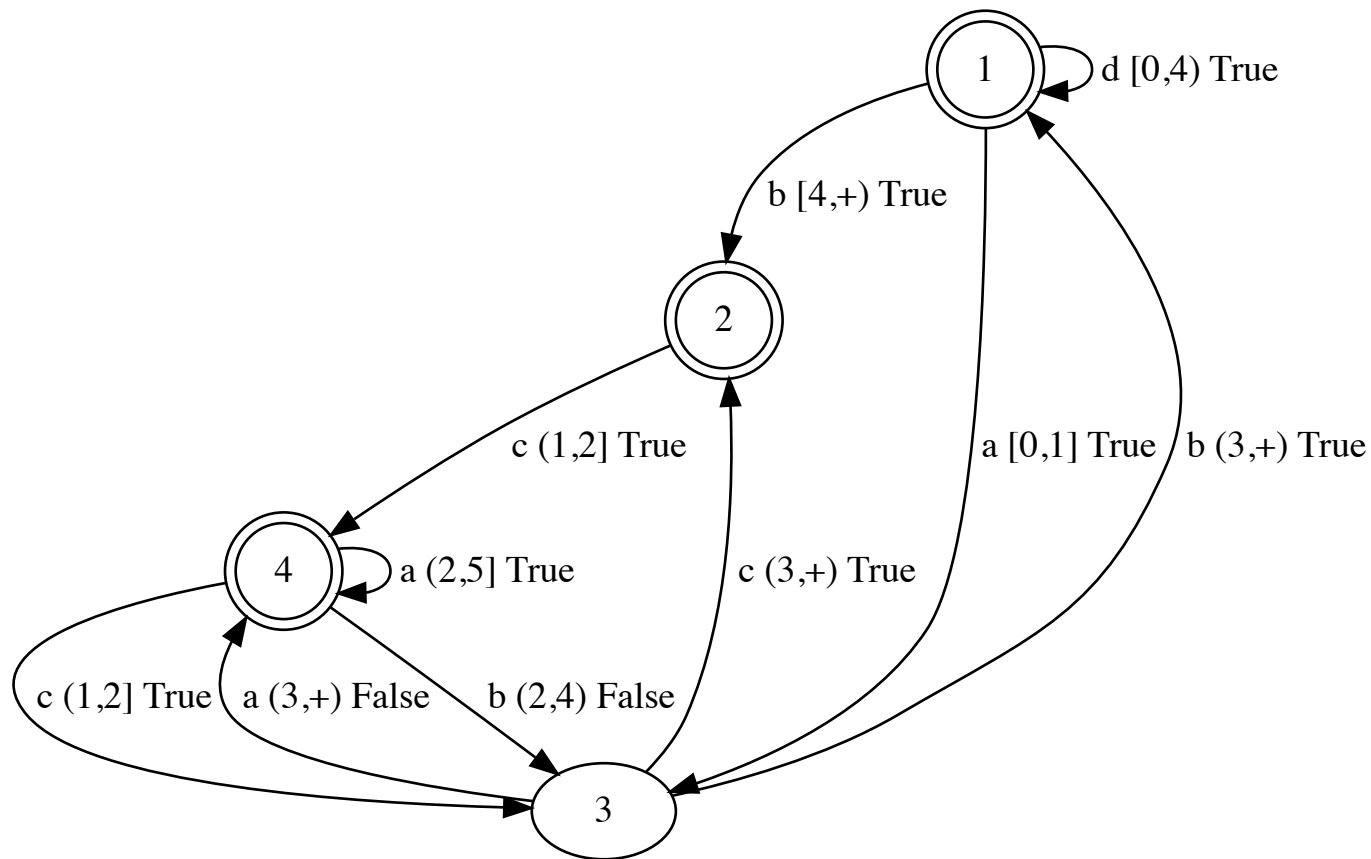 1
d [0,4) True
b [4,+) True
2
c (1,2] True
a [0,1] True
b (3,+) True
4
a (2,5] True
c (3,+) True
c (1,2] True
a (3,+) False
b (2,4) False
3